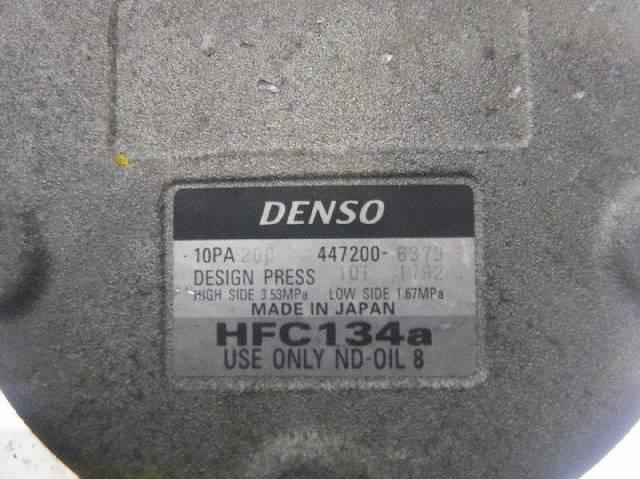 DENSO
10PA 20C 447200-6379
DESIGN PRESS 10T
HIGH SIDE 3.53MPa LOW SIDE 1.67MPa
MADE IN JAPAN
HFC134a
USE ONLY ND-OIL 8